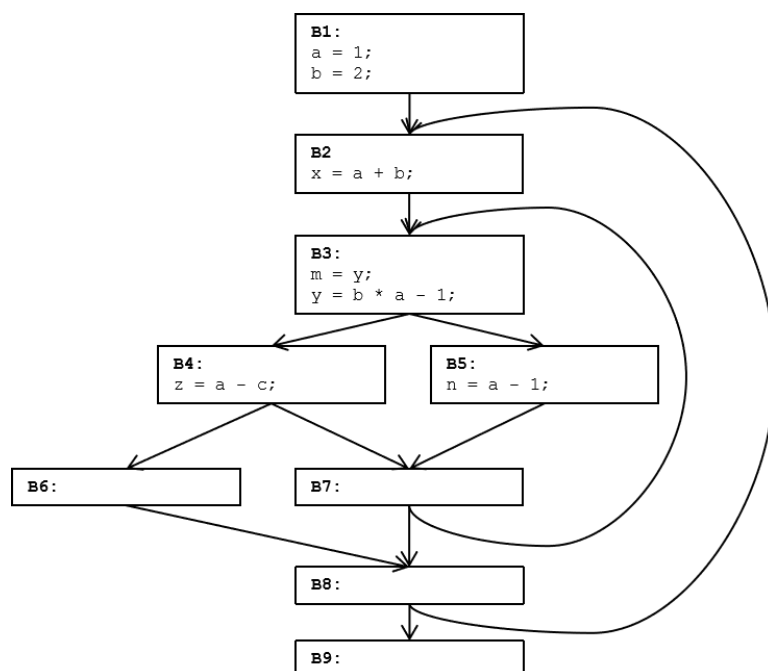 B1:
a = 1;
b = 2;
B2
x = a + b;
B3:
m = y;
y = b * a - 1;
B4:
z = a - c;
B5:
n = a - 1;
B6:
B7:
B8:
B9: